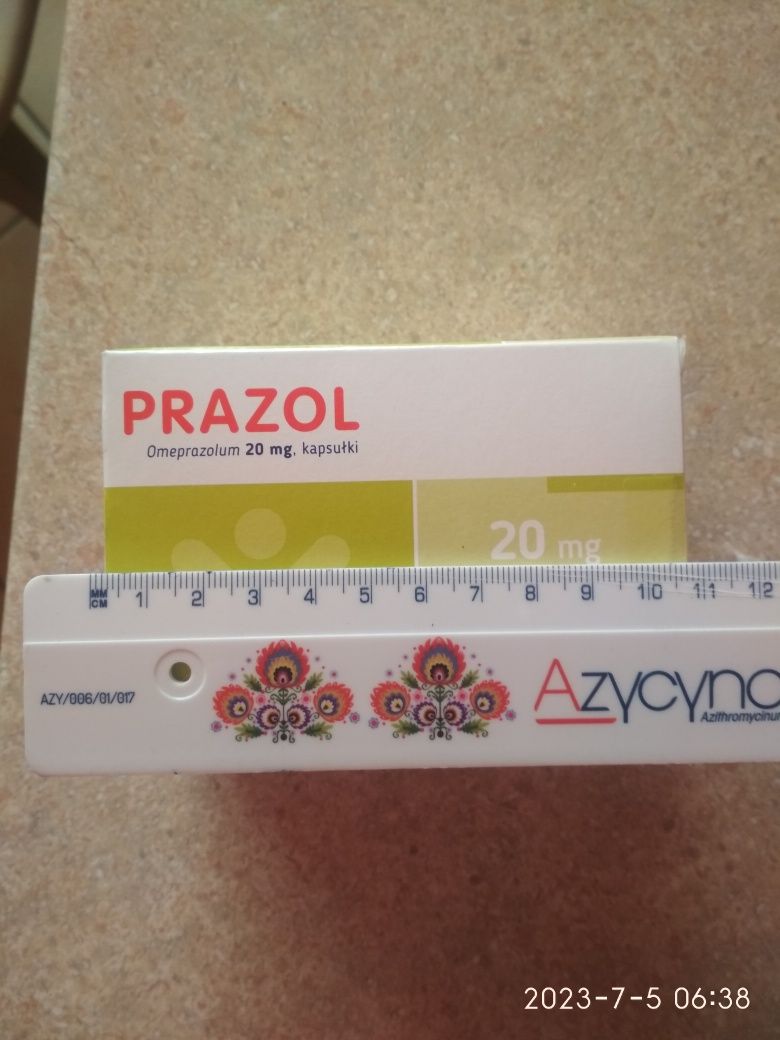 PRAZOL
Omeprazolum 20 mg, kapsułki
20 mg
MM
CM
1 2 3 4 5 6 7 8 9 10 11 12
AZY/006/01/017
Azycyna
Azithromycinum
2023-7-5 06:38